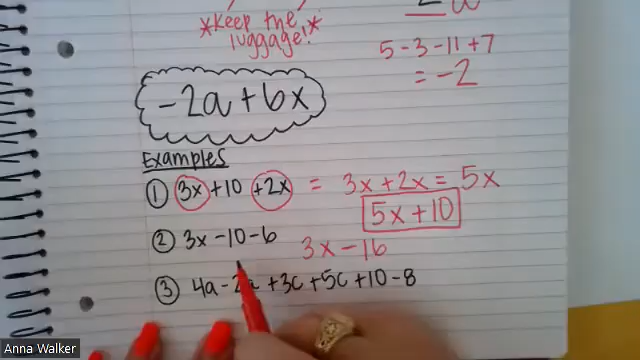 *Keep the
luggage!*
5-3-11+7
= -2
-2a+6x
Examples
① 3x+10+2x = 3x+2x = 5x
5x+10
② 3x-10-6 3x-16
③ 4a- +3c+5c+10-8
Anna Walker